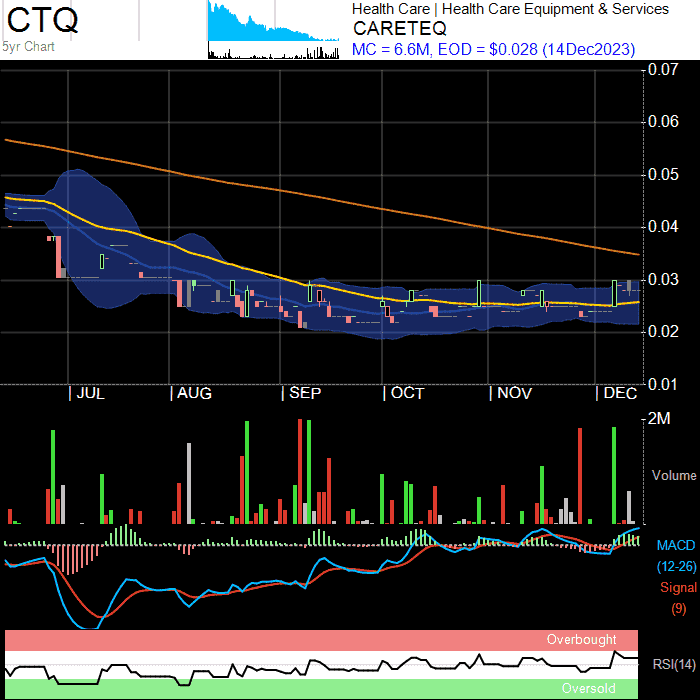 CTQ
5yr Chart
Health Care | Health Care Equipment & Services
CARETEQ
MC = 6.6M, EOD = $0.028 (14Dec2023)
0.07
0.06
0.05
0.04
0.03
0.02
0.01
| JUL | AUG | SEP | OCT | NOV | DEC
2M
Volume
MACD
(12-26)
Signal
(9)
Overbought
RSI(14)
Oversold